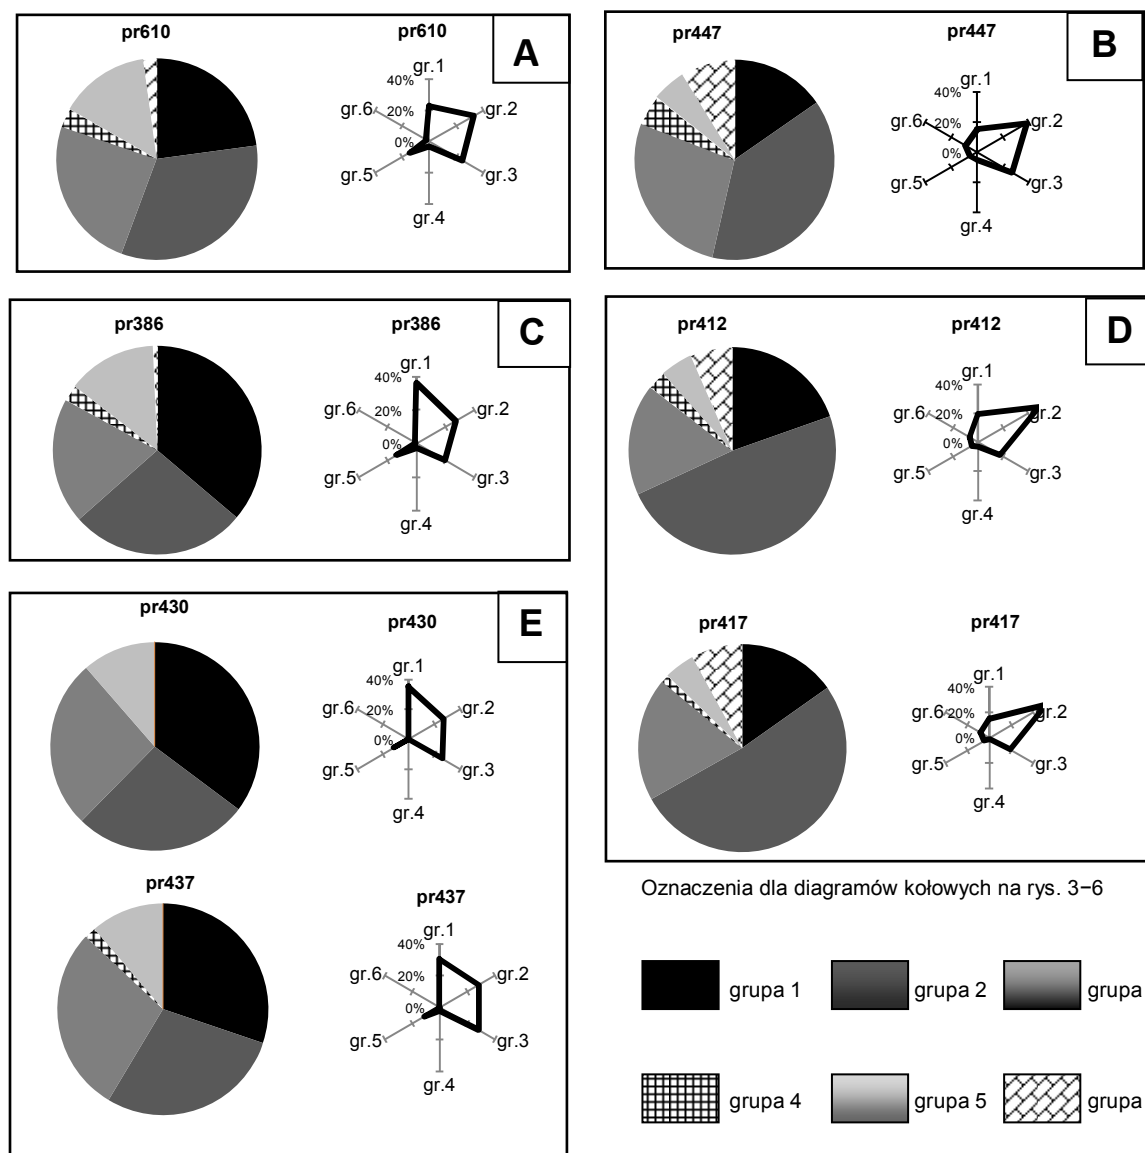 pr610
pr610
A
gr.1
40%
gr.2
20%
gr.6
0%
gr.5
gr.3
gr.4
pr447
pr447
B
gr.1
40%
gr.2
20%
gr.6
0%
gr.5
gr.3
gr.4
pr386
pr386
C
gr.1
40%
gr.2
20%
gr.6
0%
gr.5
gr.3
gr.4
pr412
pr412
D
gr.1
40%
gr.2
20%
gr.6
0%
gr.5
gr.3
gr.4
pr417
pr417
gr.1
40%
gr.2
20%
gr.6
0%
gr.5
gr.3
gr.4
pr430
pr430
E
gr.1
40%
gr.2
20%
gr.6
0%
gr.5
gr.3
gr.4
pr437
pr437
gr.1
40%
gr.2
20%
gr.6
0%
gr.5
gr.3
gr.4
Oznaczenia dla diagramów kołowych na rys. 3−6
grupa 1 grupa 2 grupa
grupa 4 grupa 5 grupa